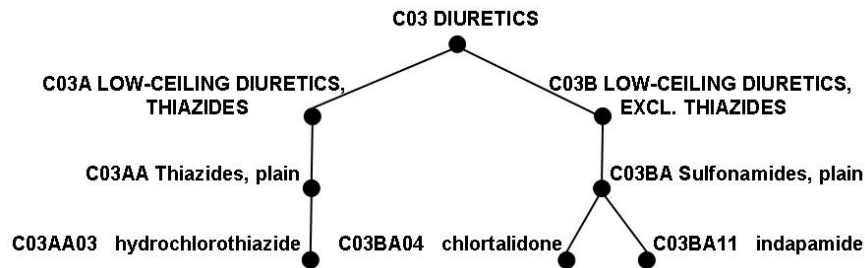 C03 DIURETICS
C03A LOW-CEILING DIURETICS,
THIAZIDES
C03B LOW-CEILING DIURETICS,
EXCL. THIAZIDES
C03AA Thiazides, plain
C03BA Sulfonamides, plain
C03AA03 hydrochlorothiazide
C03BA04 chlortalidone
C03BA11 indapamide